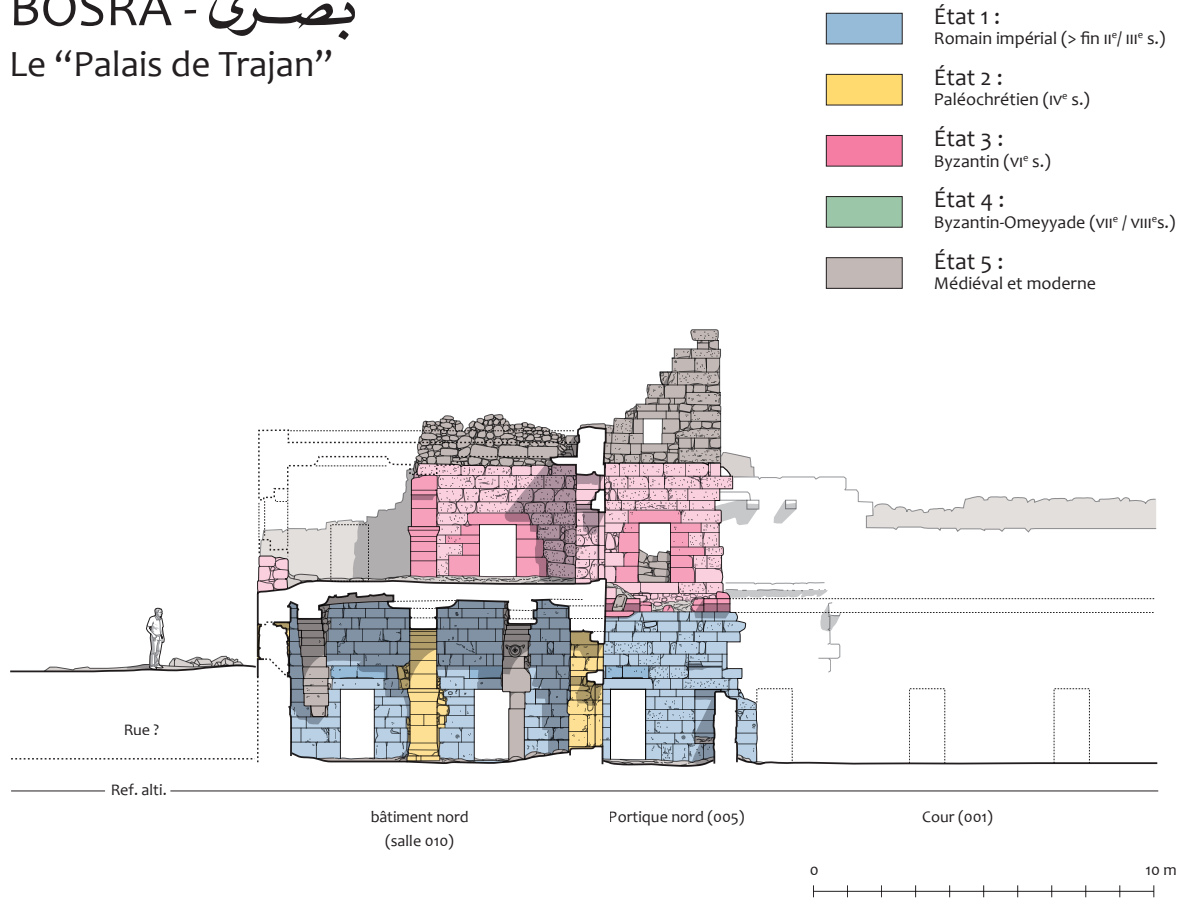 BOSRA - بصرى
Le “Palais de Trajan”
État 1 :
Romain impérial (> fin IIᵉ/ IIIᵉ s.)
État 2 :
Paléochrétien (IVᵉ s.)
État 3 :
Byzantin (VIᵉ s.)
État 4 :
Byzantin-Omeyyade (VIIᵉ / VIIIᵉs.)
État 5 :
Médiéval et moderne
Rue ?
Ref. alti.
bâtiment nord
(salle 010)
Portique nord (005)
Cour (001)
0 10 m